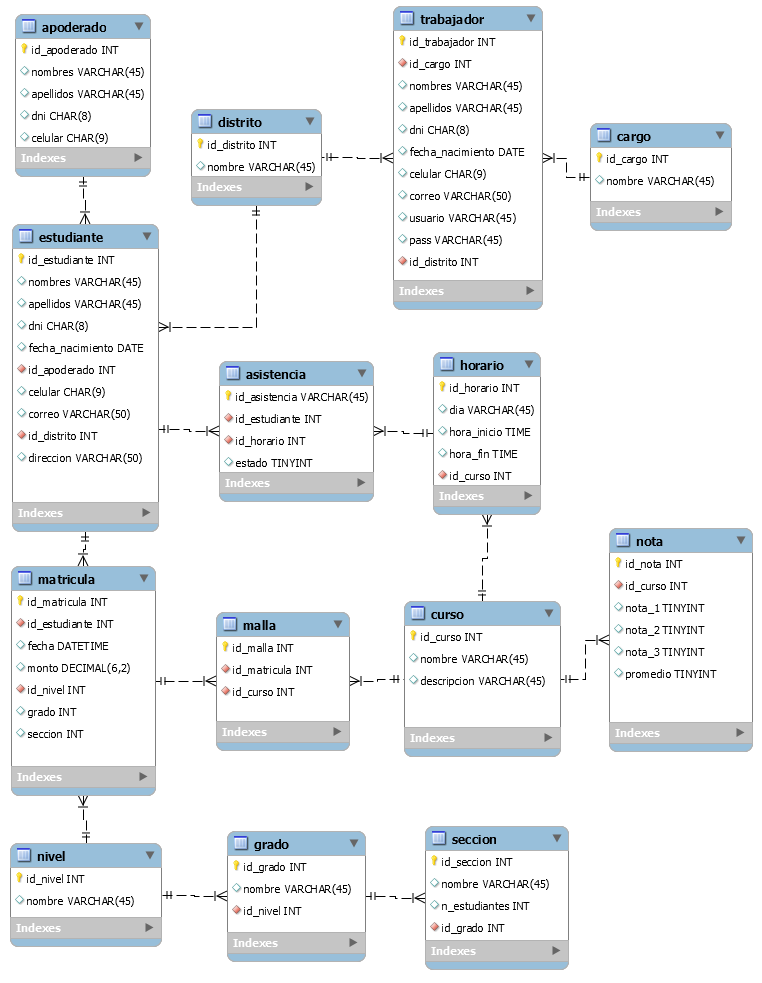 apoderado
id_apoderado INT
nombres VARCHAR(45)
apellidos VARCHAR(45)
dni CHAR(8)
celular CHAR(9)
Indexes
distrito
id_distrito INT
nombre VARCHAR(45)
Indexes
trabajador
id_trabajador INT
id_cargo INT
nombres VARCHAR(45)
apellidos VARCHAR(45)
dni CHAR(8)
fecha_nacimiento DATE
celular CHAR(9)
correo VARCHAR(50)
usuario VARCHAR(45)
pass VARCHAR(45)
id_distrito INT
Indexes
cargo
id_cargo INT
nombre VARCHAR(45)
Indexes
estudiante
id_estudiante INT
nombres VARCHAR(45)
apellidos VARCHAR(45)
dni CHAR(8)
fecha_nacimiento DATE
id_apoderado INT
celular CHAR(9)
correo VARCHAR(50)
id_distrito INT
direccion VARCHAR(50)
Indexes
asistencia
id_asistencia VARCHAR(45)
id_estudiante INT
id_horario INT
estado TINYINT
Indexes
horario
id_horario INT
dia VARCHAR(45)
hora_inicio TIME
hora_fin TIME
id_curso INT
Indexes
matricula
id_matricula INT
id_estudiante INT
fecha DATETIME
monto DECIMAL(6,2)
id_nivel INT
grado INT
seccion INT
Indexes
malla
id_malla INT
id_matricula INT
id_curso INT
Indexes
curso
id_curso INT
nombre VARCHAR(45)
descripcion VARCHAR(45)
Indexes
nota
id_nota INT
id_curso INT
nota_1 TINYINT
nota_2 TINYINT
nota_3 TINYINT
promedio TINYINT
Indexes
nivel
id_nivel INT
nombre VARCHAR(45)
Indexes
grado
id_grado INT
nombre VARCHAR(45)
id_nivel INT
Indexes
seccion
id_seccion INT
nombre VARCHAR(45)
n_estudiantes INT
id_grado INT
Indexes